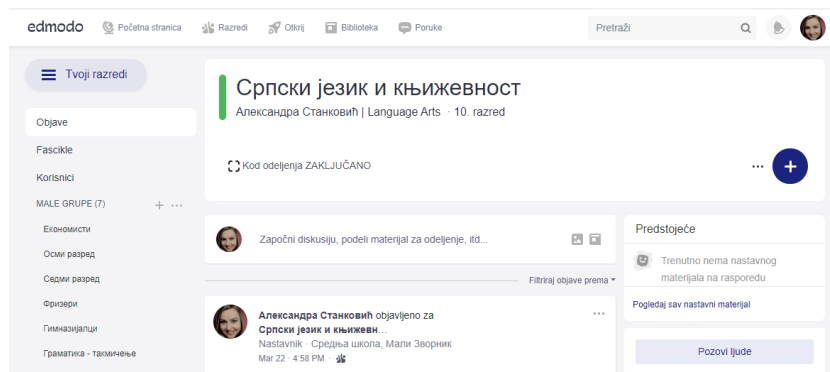 edmodo Početna stranica Razredi Otkrij Biblioteka Poruke Pretraži
Tvoji razredi
Објаве
Fascikle
Korisnici
MALE GRUPE (7)
Економисти
Осми разред
Седми разред
Фризери
Гимназијалци
Граматика - такмичење
Српски језик и књижевност
Александра Станковић | Language Arts · 10. razred
Kod odeljenja ZAKLJUČANO
Započni diskusiju, podeli materijal za odeljenje, itd...
Filtriraj objave prema
Александра Станковић objavljeno za
Српски језик и књижевн...
Nastavnik · Средња школа, Мали Зворник
Mar 22 · 4:58 PM ·
Predstojeće
Trenutno nema nastavnog
materijala na rasporedu
Pogledaj sav nastavni materijal
Pozovi ljude